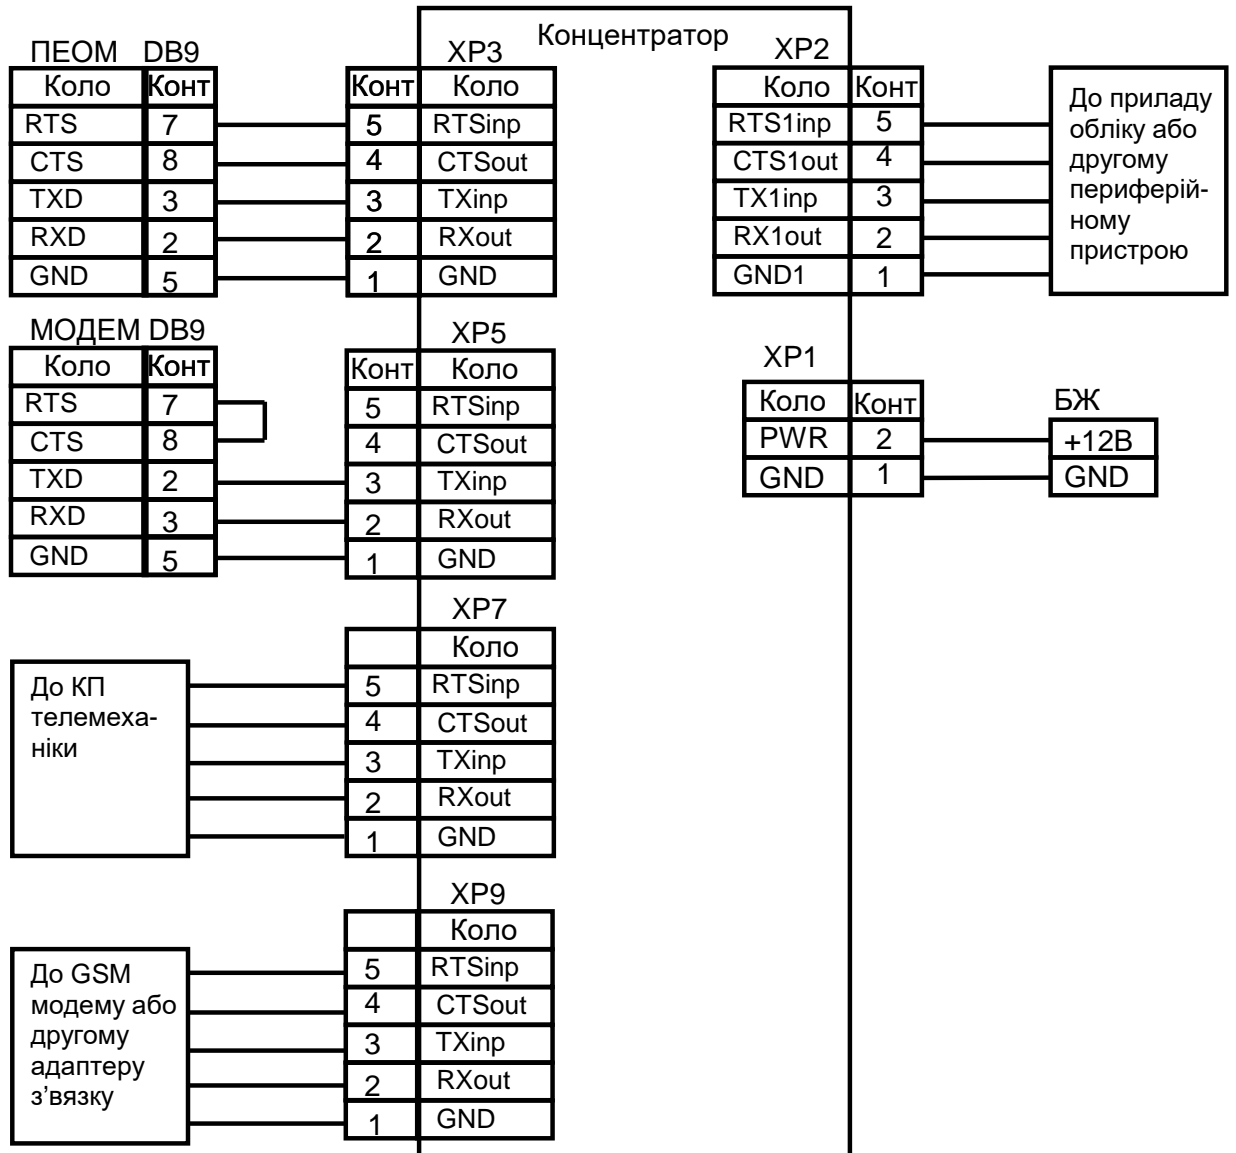 Концентратор
ПЕОМ DB9
Коло Конт
RTS 7
CTS 8
TXD 3
RXD 2
GND 5
XP3
Конт Коло
5 RTSinp
4 CTSout
3 TXinp
2 RXout
1 GND
XP2
Коло Конт
RTS1inp 5
CTS1out 4
TX1inp 3
RX1out 2
GND1 1
До приладу
обліку або
другому
периферій-
ному
пристрою
МОДЕМ DB9
Коло Конт
RTS 7
CTS 8
TXD 2
RXD 3
GND 5
XP5
Конт Коло
5 RTSinp
4 CTSout
3 TXinp
2 RXout
1 GND
XP1
Коло Конт
PWR 2
GND 1
БЖ
+12В
GND
До КП
телемеха-
ніки
XP7
Коло
5 RTSinp
4 CTSout
3 TXinp
2 RXout
1 GND
До GSM
модему або
другому
адаптеру
з’вязку
XP9
Коло
5 RTSinp
4 CTSout
3 TXinp
2 RXout
1 GND